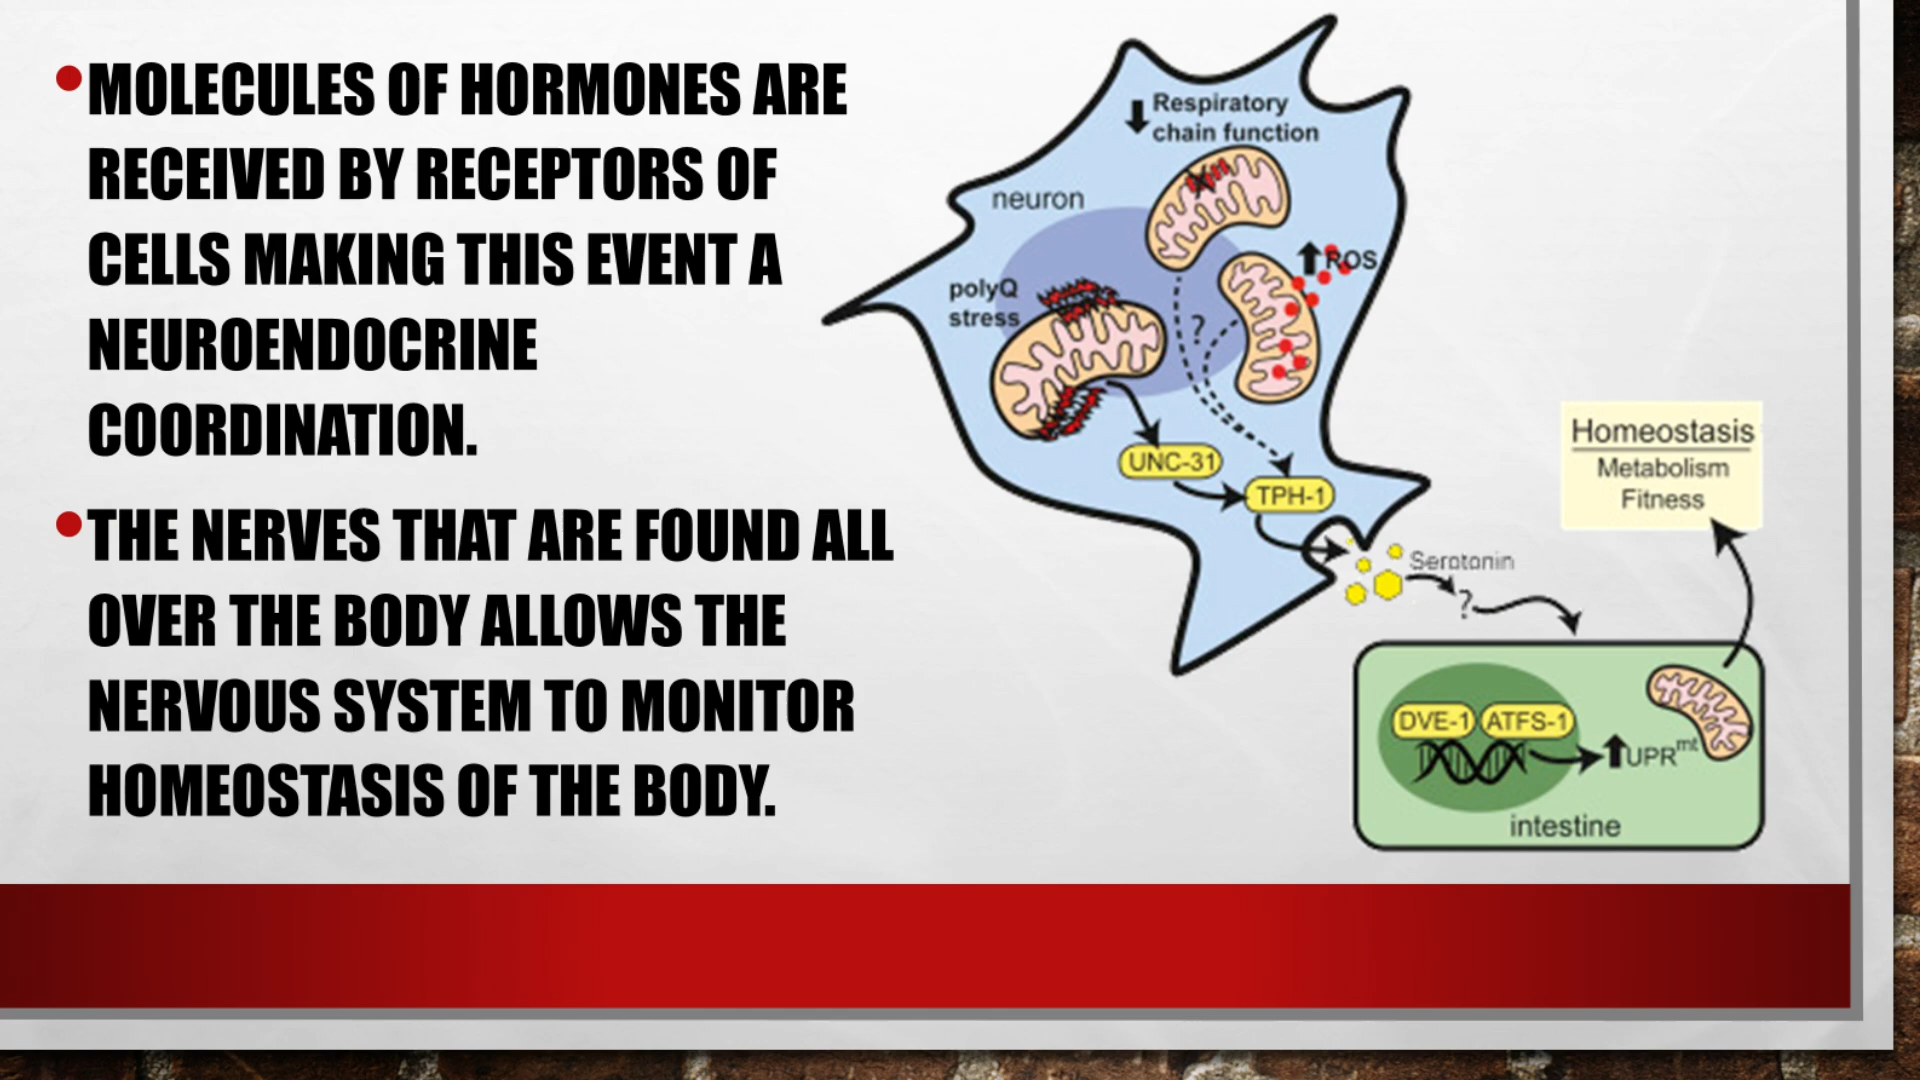 •MOLECULES OF HORMONES ARE
RECEIVED BY RECEPTORS OF
CELLS MAKING THIS EVENT A
NEUROENDOCRINE
COORDINATION.
•THE NERVES THAT ARE FOUND ALL
OVER THE BODY ALLOWS THE
NERVOUS SYSTEM TO MONITOR
HOMEOSTASIS OF THE BODY.
Respiratory
chain function
neuron
ROS
polyQ
stress
?
UNC-31
TPH-1
Serotonin
?
Homeostasis
Metabolism
Fitness
DVE-1 ATFS-1
UPRmt
intestine